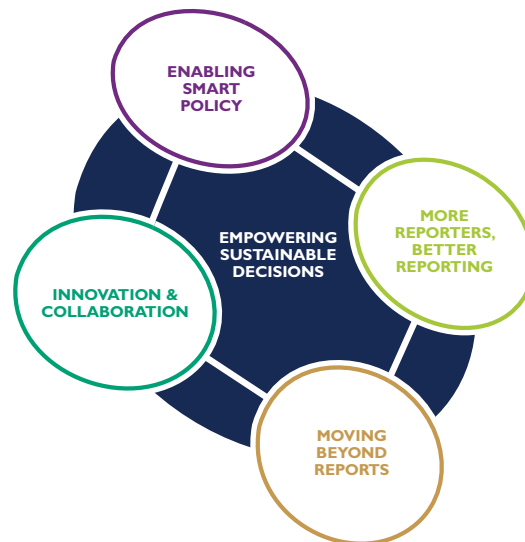 ENABLING
SMART
POLICY
MORE
REPORTERS,
BETTER
REPORTING
EMPOWERING
SUSTAINABLE
DECISIONS
INNOVATION &
COLLABORATION
MOVING
BEYOND
REPORTS